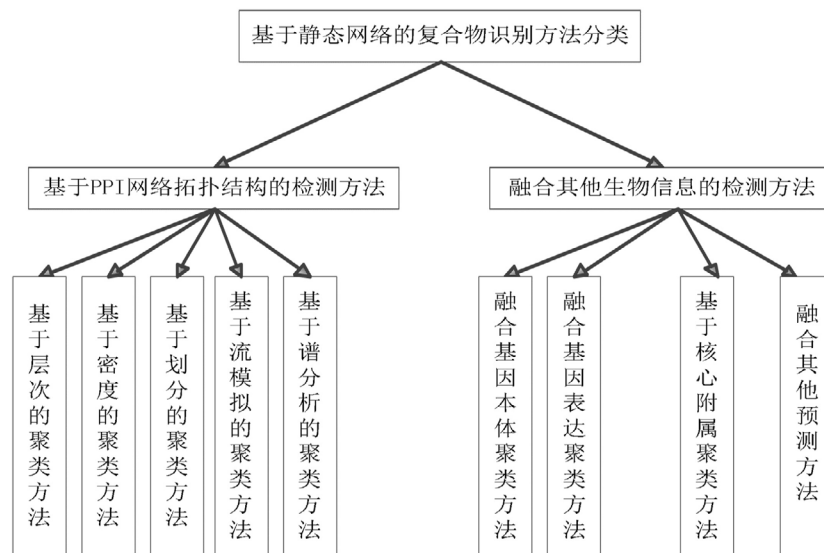 基于静态网络的复合物识别方法分类
基于PPI网络拓扑结构的检测方法
融合其他生物信息的检测方法
基于层次的聚类方法
基于密度的聚类方法
基于划分的聚类方法
基于流模拟的聚类方法
基于谱分析的聚类方法
融合基因本体聚类方法
融合基因表达聚类方法
基于核心附属聚类方法
融合其他预测方法